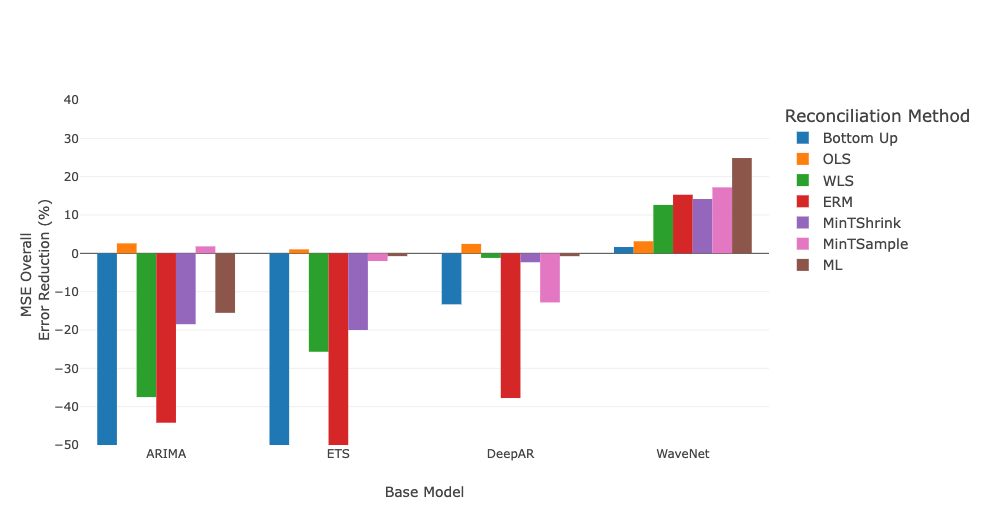 MSE Overall
Error Reduction (%)
40
30
20
10
0
−10
−20
−30
−40
−50
ARIMA
ETS
DeepAR
WaveNet
Base Model
Reconciliation Method
Bottom Up
OLS
WLS
ERM
MinTShrink
MinTSample
ML